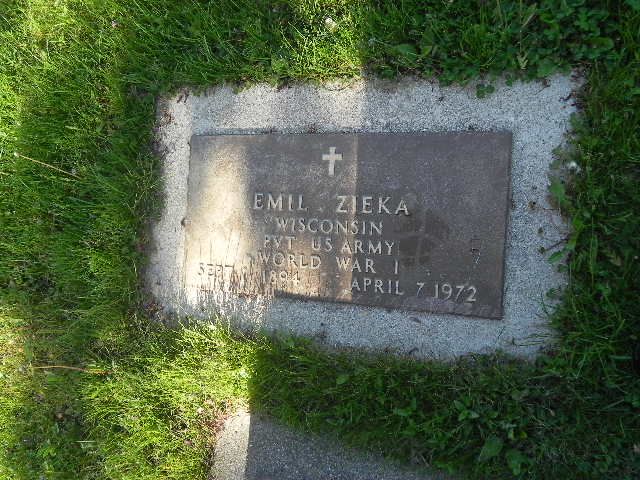 EMIL ZIEKA
WISCONSIN
PVT US ARMY
WORLD WAR I
SEPT 1894 APRIL 7 1972